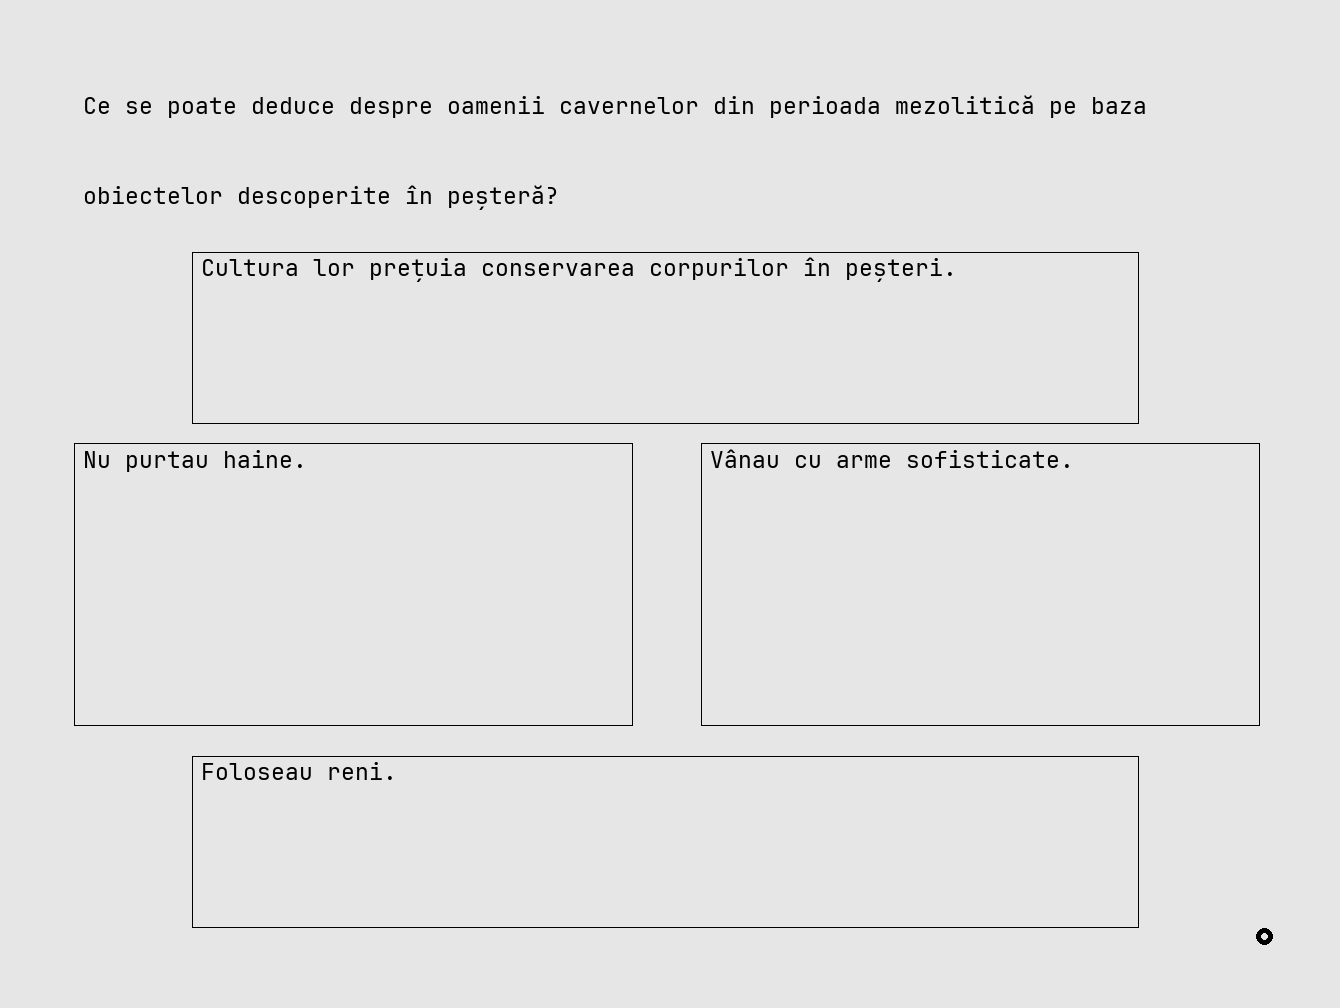 Ce se poate deduce despre oamenii cavernelor din perioada mezolitică pe baza
obiectelor descoperite în peșteră?
Cultura lor prețuia conservarea corpurilor în peșteri.
Nu purtau haine.
Vânau cu arme sofisticate.
Foloseau reni.